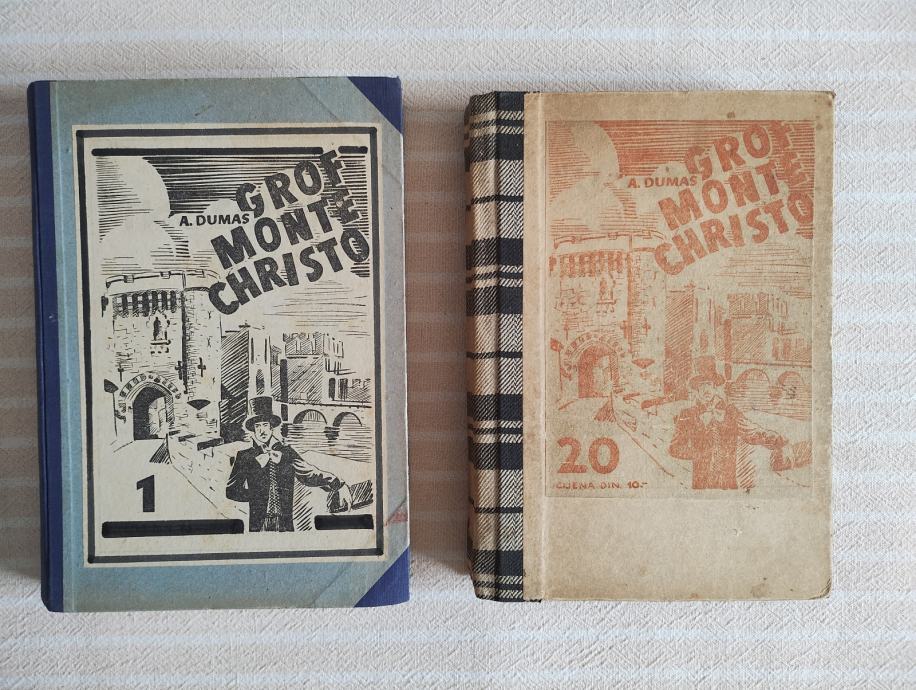 GROF
A. DUMAS
MONTE
CHRISTO
1
GROF
A. DUMAS
MONTE
CHRISTO
20
CIJENA DIN. 10.-